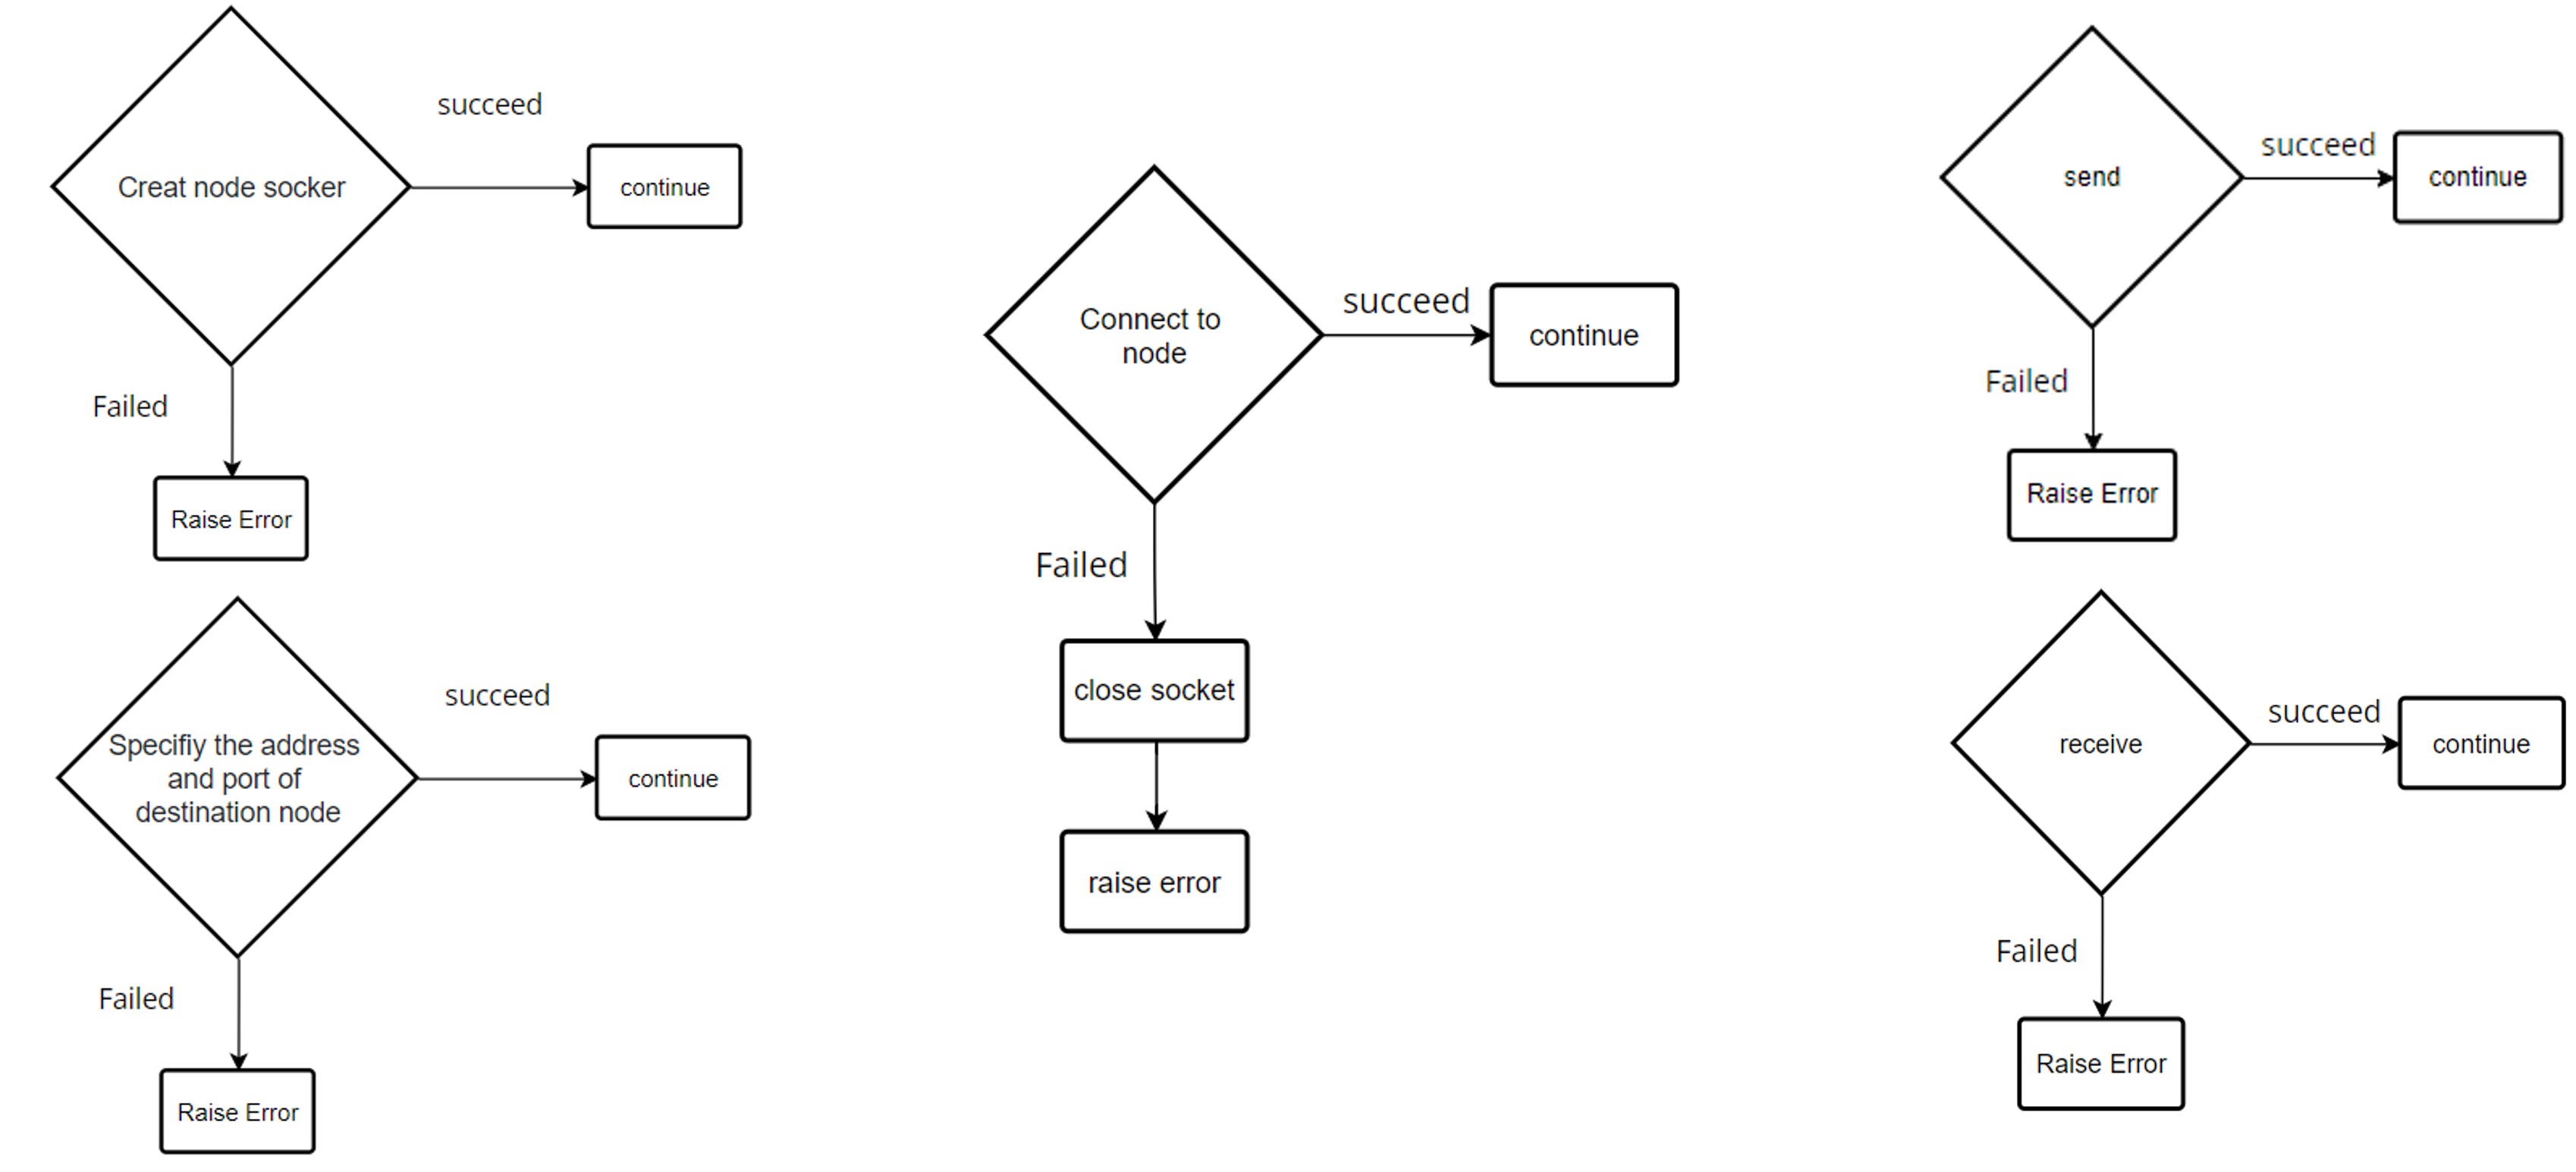 Creat node socker
succeed
continue
Failed
Raise Error
Specifiy the address
and port of
destination node
succeed
continue
Failed
Raise Error
Connect to
node
succeed
continue
Failed
close socket
raise error
send
succeed
continue
Failed
Raise Error
receive
succeed
continue
Failed
Raise Error